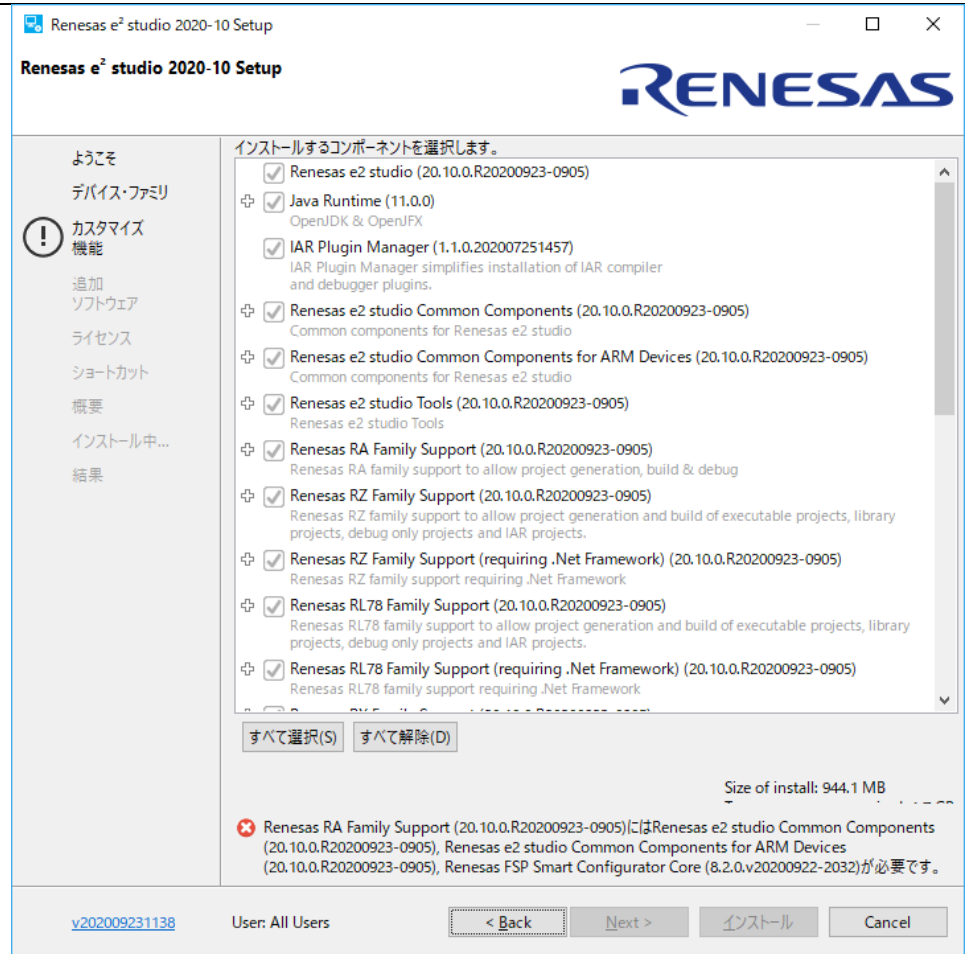 Renesas e² studio 2020-10 Setup
Renesas e² studio 2020-10 Setup
RENESAS
ようこそ
デバイス・ファミリ
カスタマイズ
機能
追加
ソフトウェア
ライセンス
ショートカット
概要
インストール中...
結果
インストールするコンポーネントを選択します。
Renesas e2 studio (20.10.0.R20200923-0905)
Java Runtime (11.0.0)
OpenJDK & OpenJFX
IAR Plugin Manager (1.1.0.202007251457)
IAR Plugin Manager simplifies installation of IAR compiler
and debugger plugins.
Renesas e2 studio Common Components (20.10.0.R20200923-0905)
Common components for Renesas e2 studio
Renesas e2 studio Common Components for ARM Devices (20.10.0.R20200923-0905)
Common components for Renesas e2 studio
Renesas e2 studio Tools (20.10.0.R20200923-0905)
Renesas e2 studio Tools
Renesas RA Family Support (20.10.0.R20200923-0905)
Renesas RA family support to allow project generation, build & debug
Renesas RZ Family Support (20.10.0.R20200923-0905)
Renesas RZ family support to allow project generation and build of executable projects, library
projects, debug only projects and IAR projects.
Renesas RZ Family Support (requiring .Net Framework) (20.10.0.R20200923-0905)
Renesas RZ family support requiring .Net Framework
Renesas RL78 Family Support (20.10.0.R20200923-0905)
Renesas RL78 family support to allow project generation and build of executable projects, library
projects, debug only projects and IAR projects.
Renesas RL78 Family Support (requiring .Net Framework) (20.10.0.R20200923-0905)
Renesas RL78 family support requiring .Net Framework
すべて選択(S) すべて解除(D)
Size of install: 944.1 MB
Renesas RA Family Support (20.10.0.R20200923-0905)にはRenesas e2 studio Common Components
(20.10.0.R20200923-0905), Renesas e2 studio Common Components for ARM Devices
(20.10.0.R20200923-0905), Renesas FSP Smart Configurator Core (8.2.0.v20200922-2032)が必要です。
v202009231138 User: All Users < Back Next > インストール Cancel